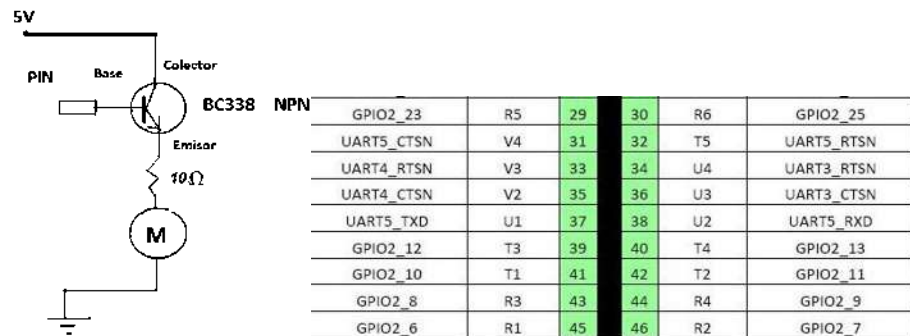 5V
Colector
PIN
Base
BC338 NPN
Emisor
10Ω
M
GPIO2_23 R5 29 30 R6 GPIO2_25
UART5_CTSN V4 31 32 T5 UART5_RTSN
UART4_RTSN V3 33 34 U4 UART3_RTSN
UART4_CTSN V2 35 36 U3 UART3_CTSN
UART5_TXD U1 37 38 U2 UART5_RXD
GPIO2_12 T3 39 40 T4 GPIO2_13
GPIO2_10 T1 41 42 T2 GPIO2_11
GPIO2_8 R3 43 44 R4 GPIO2_9
GPIO2_6 R1 45 46 R2 GPIO2_7